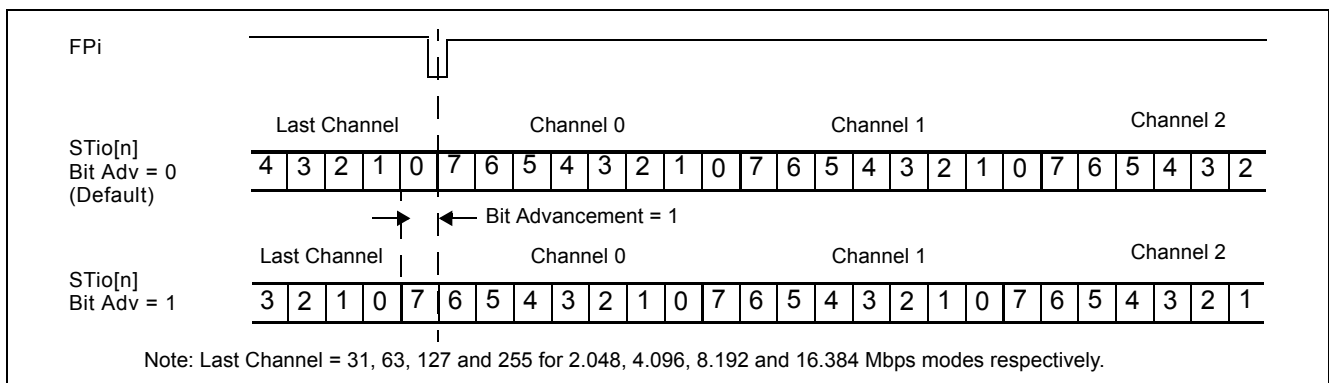 FPi
Last Channel Channel 0 Channel 1 Channel 2
STio[n]
Bit Adv = 0
(Default)
4 3 2 1 0 7 6 5 4 3 2 1 0 7 6 5 4 3 2 1 0 7 6 5 4 3 2
Bit Advancement = 1
Last Channel Channel 0 Channel 1 Channel 2
STio[n]
Bit Adv = 1
3 2 1 0 7 6 5 4 3 2 1 0 7 6 5 4 3 2 1 0 7 6 5 4 3 2 1
Note: Last Channel = 31, 63, 127 and 255 for 2.048, 4.096, 8.192 and 16.384 Mbps modes respectively.